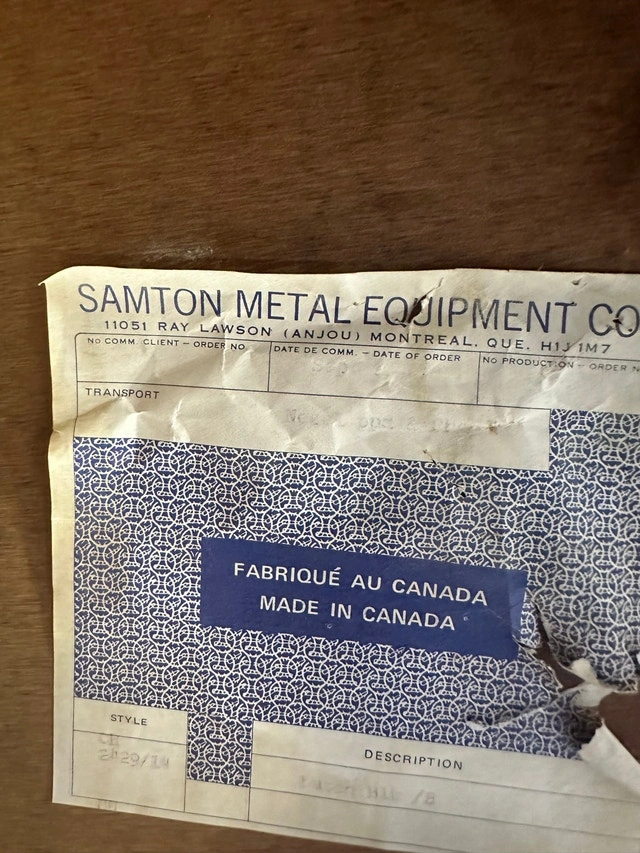 SAMTON METAL EQUIPMENT CO
11051 RAY LAWSON (ANJOU) MONTREAL, QUE. H1J 1M7
NO COMM. CLIENT – ORDER NO.
DATE DE COMM. – DATE OF ORDER
NO PRODUCTION – ORDER N
TRANSPORT
FABRIQUÉ AU CANADA
MADE IN CANADA
STYLE
DESCRIPTION